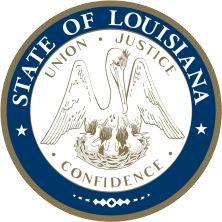 STATE OF LOUISIANA
UNION · JUSTICE
· CONFIDENCE ·